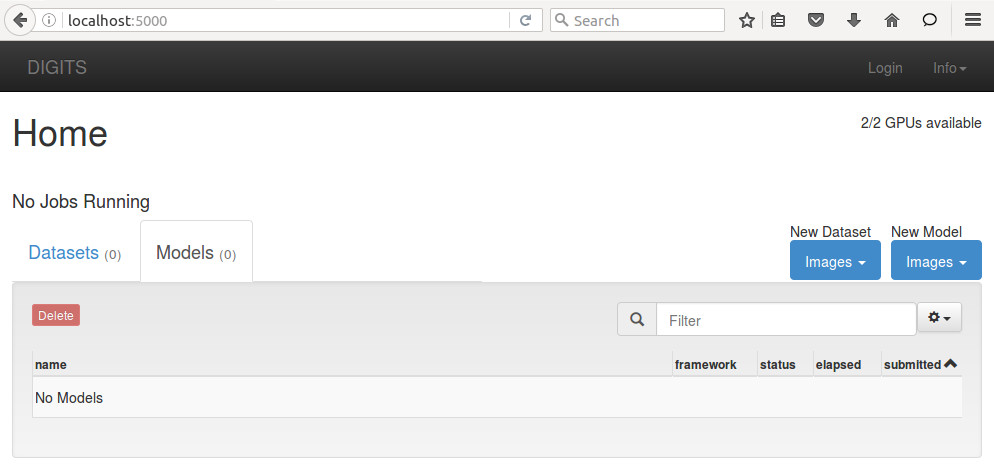 localhost:5000
Search
DIGITS
Login Info
Home
2/2 GPUs available
No Jobs Running
Datasets (0)
Models (0)
New Dataset
New Model
Images
Images
Delete
Filter
name framework status elapsed submitted
No Models